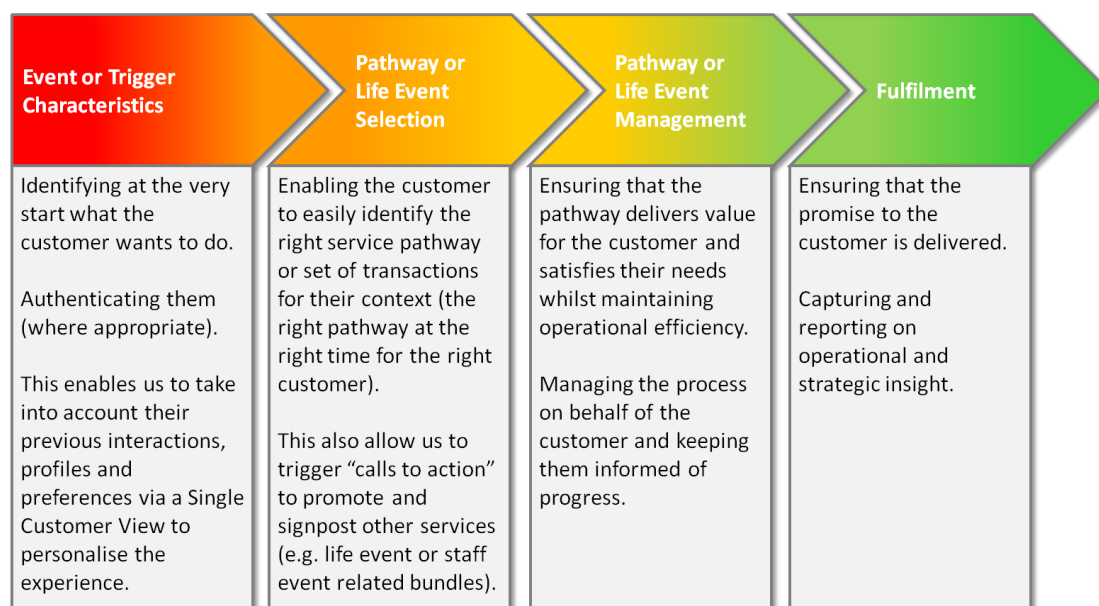 Event or Trigger
Characteristics
Pathway or
Life Event
Selection
Pathway or
Life Event
Management
Fulfilment
Identifying at the very
start what the
customer wants to do.
Authenticating them
(where appropriate).
This enables us to take
into account their
previous interactions,
profiles and
preferences via a Single
Customer View to
personalise the
experience.
Enabling the customer
to easily identify the
right service pathway
or set of transactions
for their context (the
right pathway at the
right time for the right
customer).
This also allow us to
trigger “calls to action”
to promote and
signpost other services
(e.g. life event or staff
event related bundles).
Ensuring that the
pathway delivers value
for the customer and
satisfies their needs
whilst maintaining
operational efficiency.
Managing the process
on behalf of the
customer and keeping
them informed of
progress.
Ensuring that the
promise to the
customer is delivered.
Capturing and
reporting on
operational and
strategic insight.